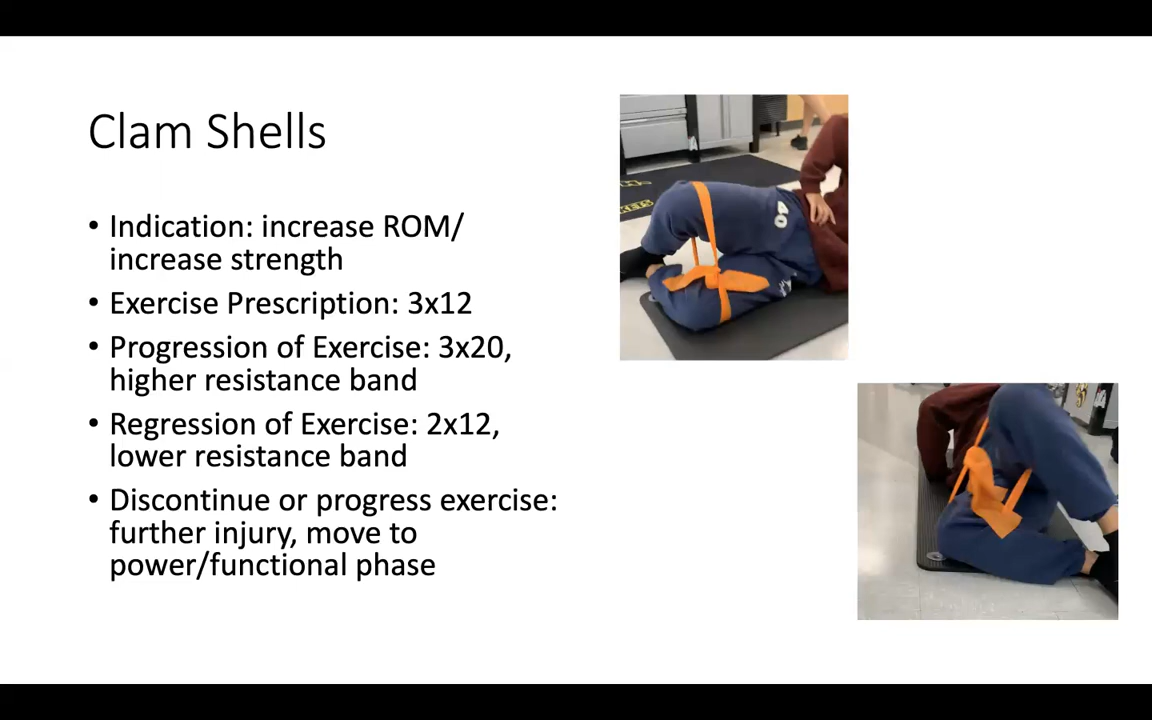 Clam Shells
• Indication: increase ROM/
increase strength
• Exercise Prescription: 3x12
• Progression of Exercise: 3x20,
higher resistance band
• Regression of Exercise: 2x12,
lower resistance band
• Discontinue or progress exercise:
further injury, move to
power/functional phase
40